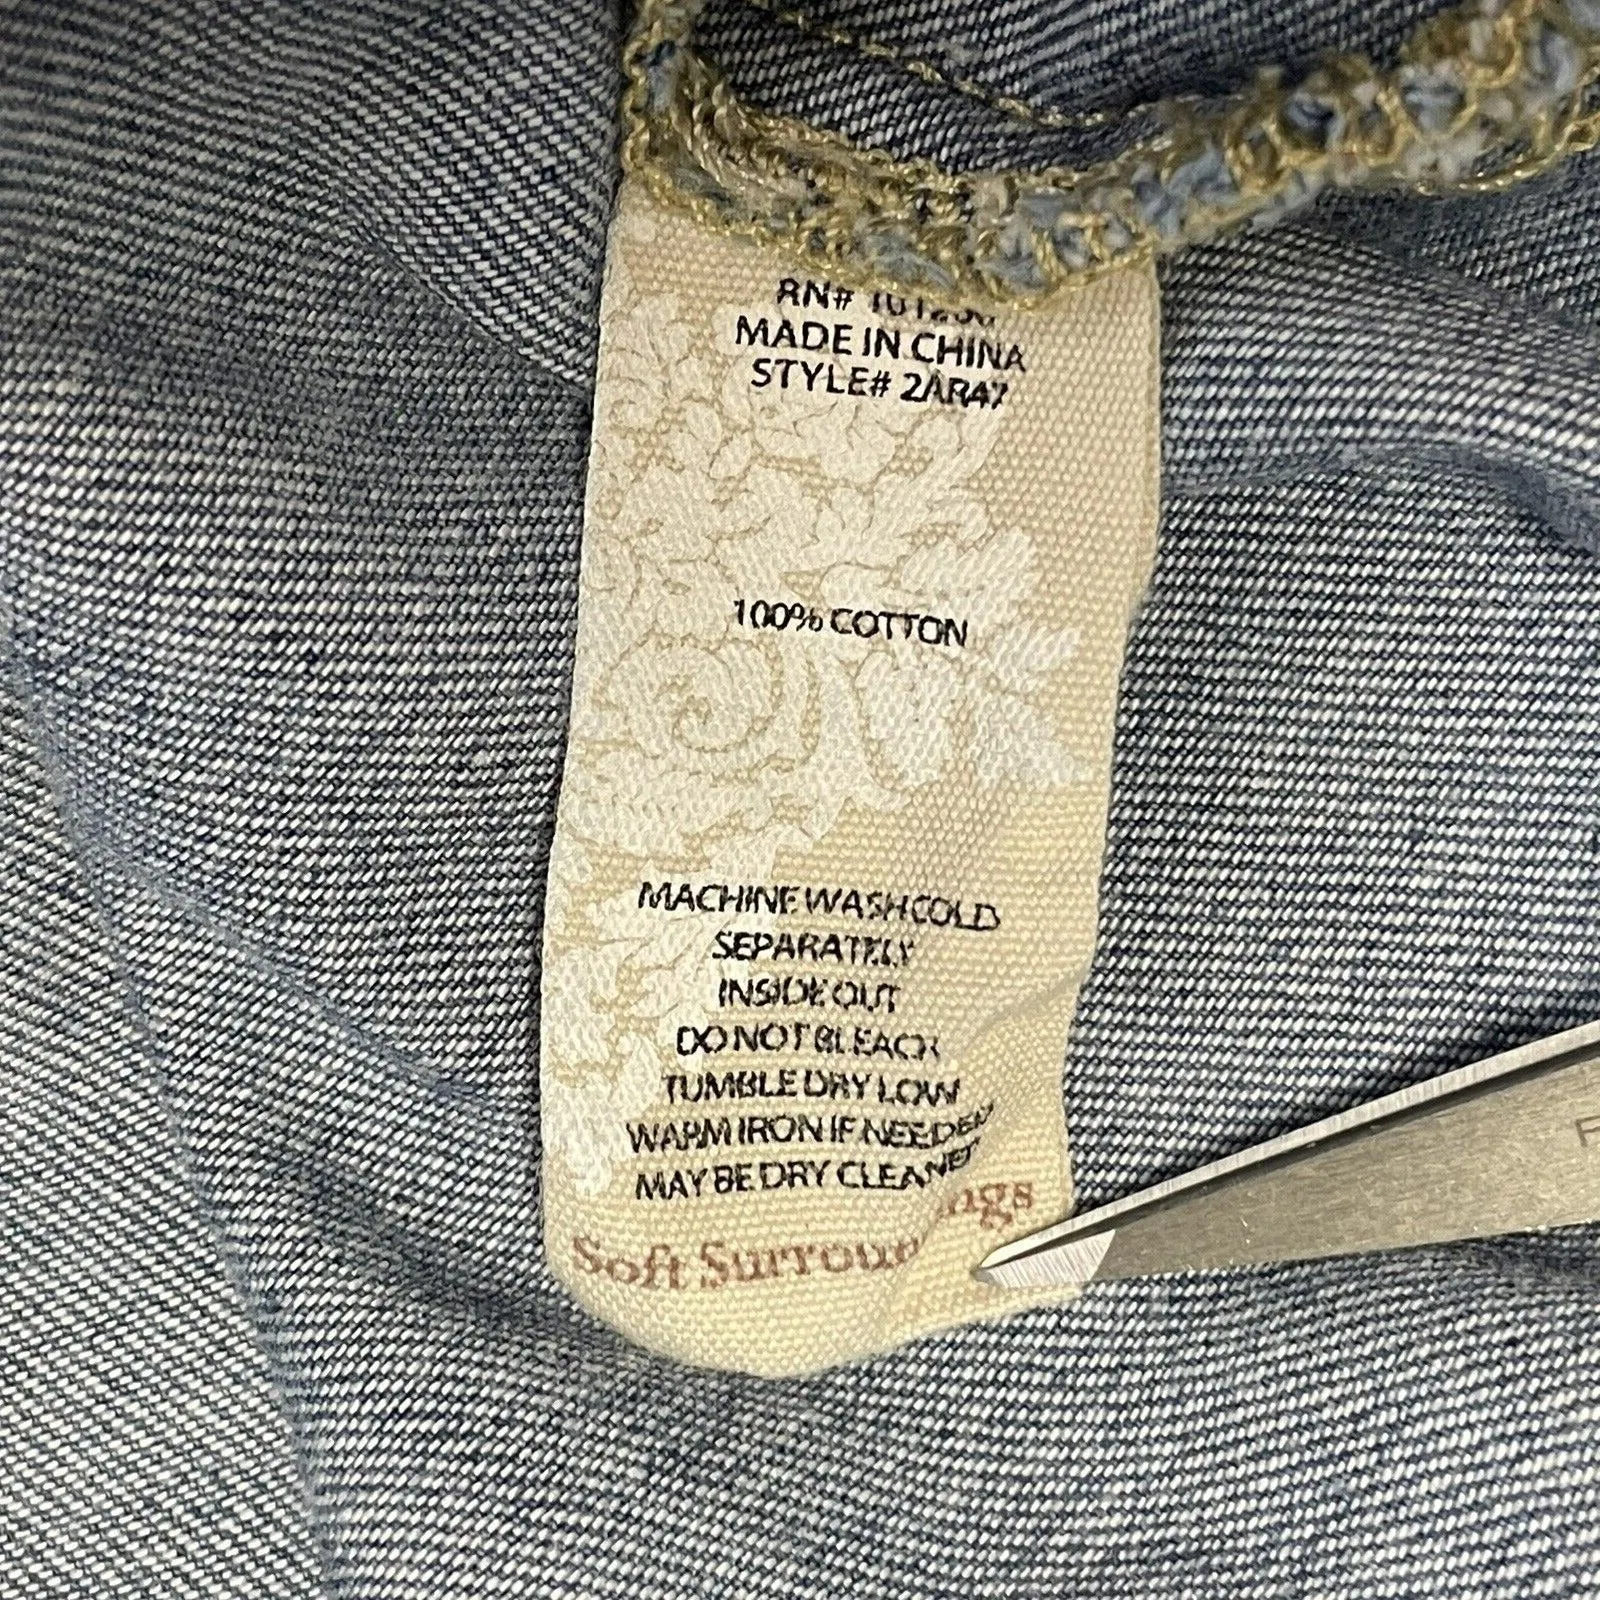 RN#
MADE IN CHINA
STYLE# 2AR47
100% COTTON
MACHINE WASH COLD
SEPARATELY
INSIDE OUT
DO NOT BLEACH
TUMBLE DRY LOW
WARM IRON IF NEEDED
MAY BE DRY CLEANED
Soft Surroundings